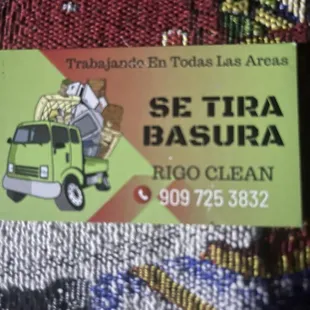 Trabajando En Todas Las Areas
SE TIRA
BASURA
RIGO CLEAN
909 725 3832